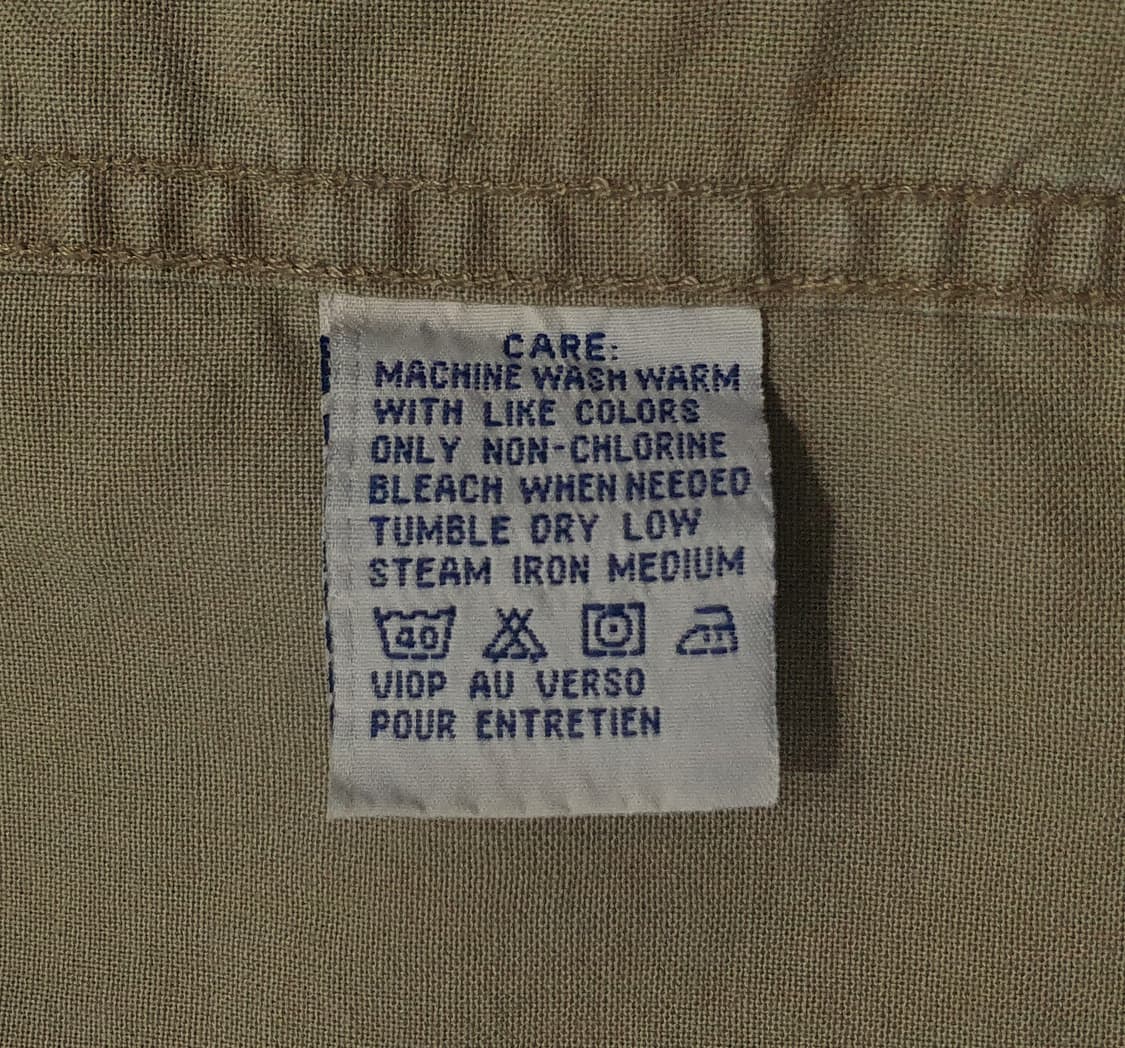 CARE:
MACHINE WASH WARM
WITH LIKE COLORS
ONLY NON-CHLORINE
BLEACH WHEN NEEDED
TUMBLE DRY LOW
STEAM IRON MEDIUM
40
VIOP AU VERSO
POUR ENTRETIEN